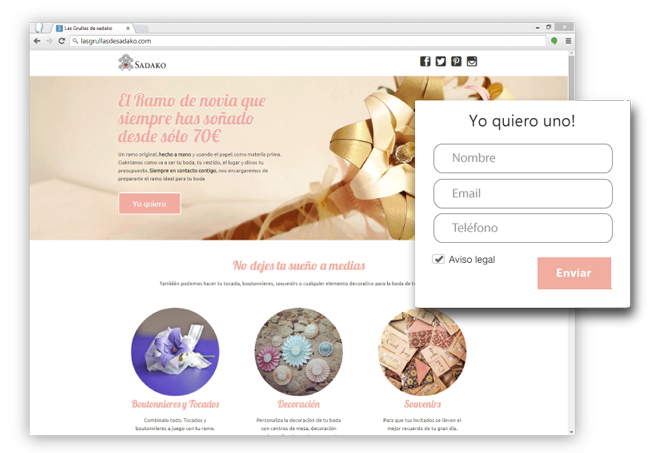 Las Grullas de sadako
lasgrullasdesadako.com
SADAKO
El Ramo de novia que
siempre has soñado
desde sólo 70€
Un ramo original, hecho a mano y usando el papel como materia prima.
Cuéntanos como va a ser tu boda, tu vestido, el lugar y dinos tu
presupuesto. Siempre en contacto contigo, nos encargaremos de
prepararte el ramo ideal para tu boda
Yo quiero
Yo quiero uno!
Nombre
Email
Teléfono
Aviso legal
Enviar
No dejes tu sueño a medias
También podemos hacer tu tocado, boutonnieres, souvenirs o cualquier elemento decorativo para la boda de
Boutonnieres y Tocados
Combínalo todo. Tocados y
boutonnieres a juego con tu ramo.
Decoración
Personaliza la decoración de tu boda
con centros de mesa, decoración
Souvenirs
Para que tus invitados se lleven el
mejor recuerdo de tu gran día.